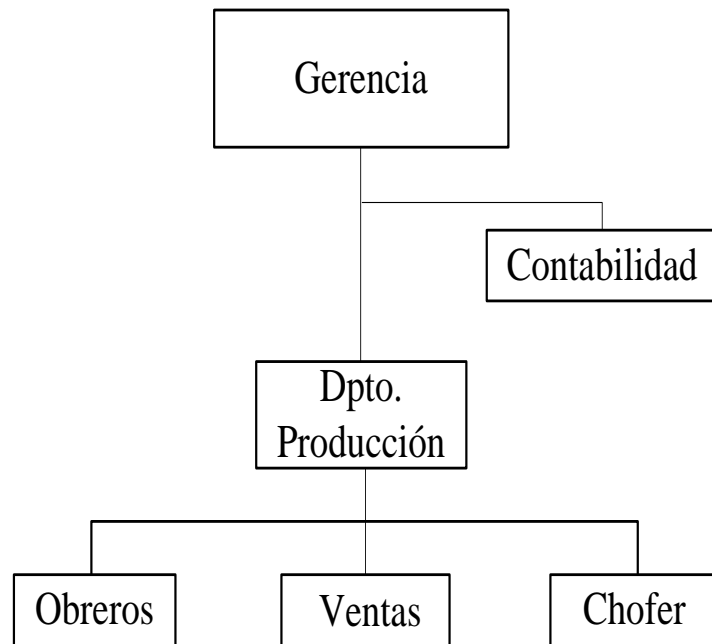 Gerencia
Contabilidad
Dpto.
Producción
Obreros
Ventas
Chofer